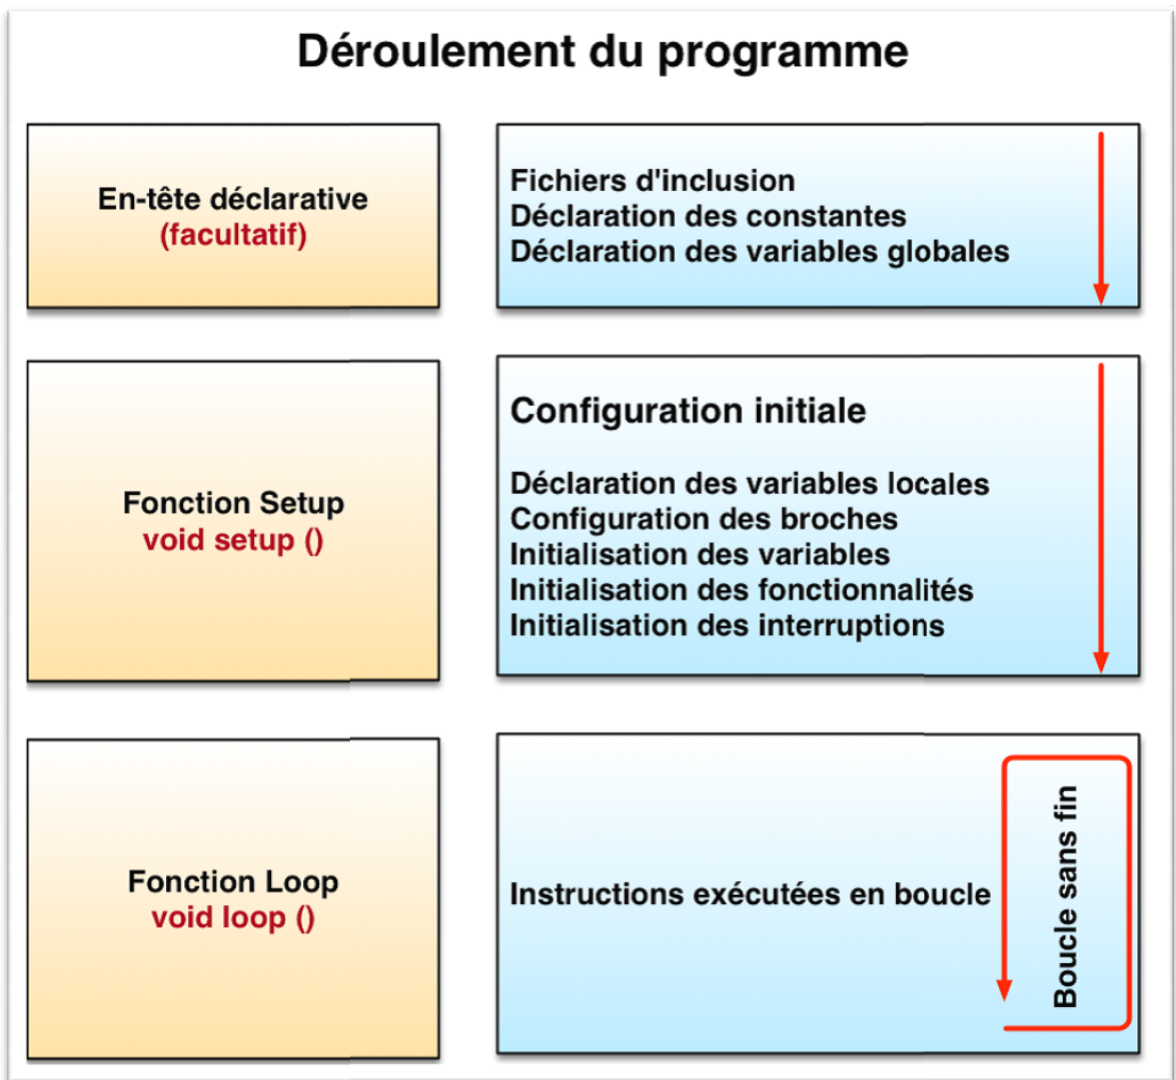 Déroulement du programme
En-tête déclarative
(facultatif)
Fichiers d'inclusion
Déclaration des constantes
Déclaration des variables globales
Fonction Setup
void setup ()
Configuration initiale
Déclaration des variables locales
Configuration des broches
Initialisation des variables
Initialisation des fonctionnalités
Initialisation des interruptions
Fonction Loop
void loop ()
Instructions exécutées en boucle
Boucle sans fin